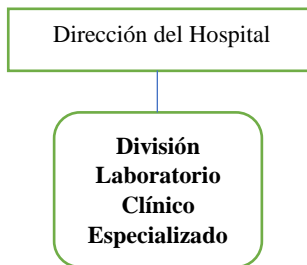 Dirección del Hospital
División
Laboratorio
Clínico
Especializado